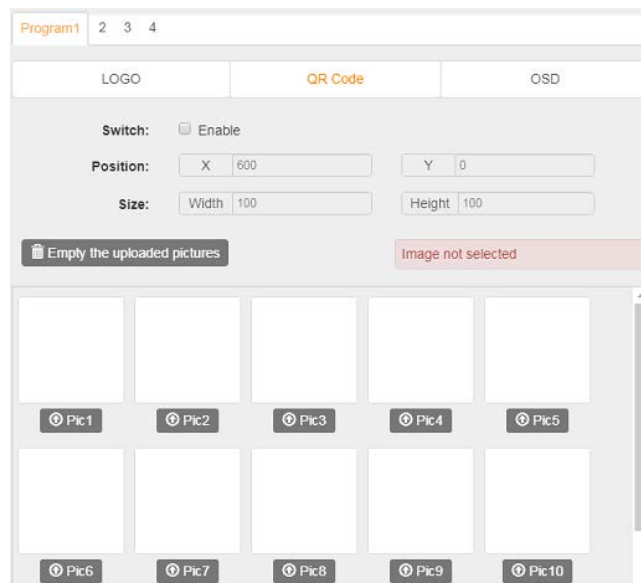 Program1 2 3 4
LOGO QR Code OSD
Switch: Enable
Position: X 600 Y 0
Size: Width 100 Height 100
Empty the uploaded pictures Image not selected
Pic1 Pic2 Pic3 Pic4 Pic5
Pic6 Pic7 Pic8 Pic9 Pic10